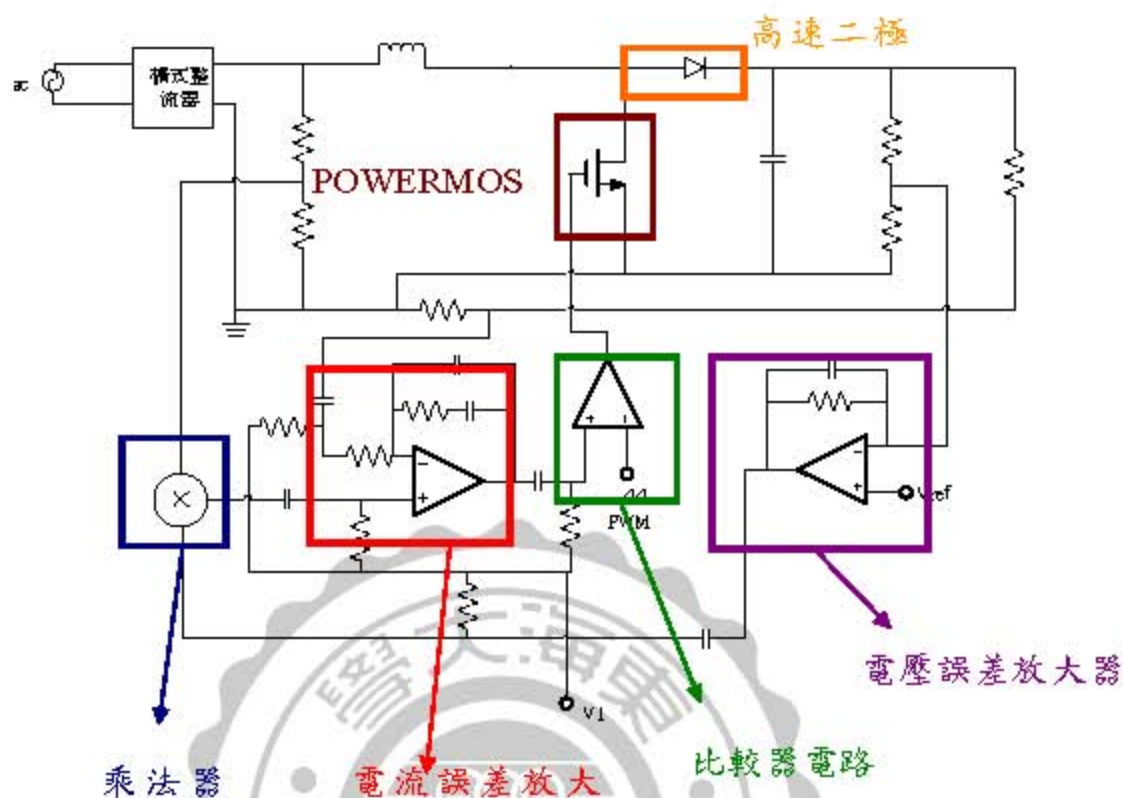 高速二極
ac
橋式整
流器
POWERMOS
PWM
Vref
電壓誤差放大器
V1
比較器電路
乘法器
電流誤差放大